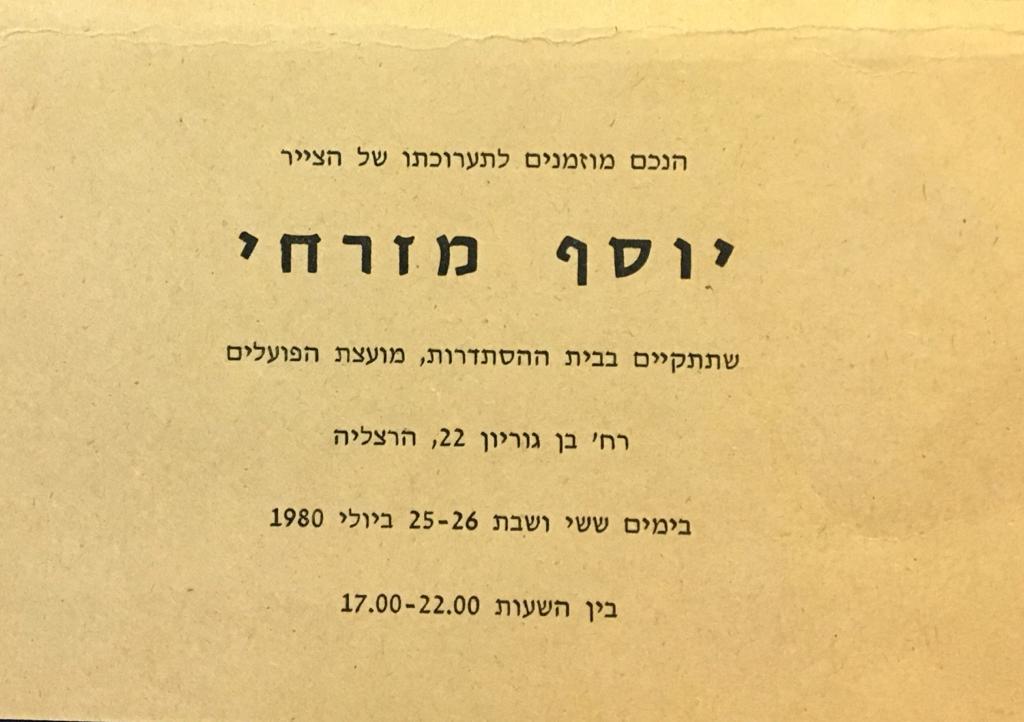 הנכם מוזמנים לתערוכתו של הצייר
יוסף מזרחי
שתתקיים בבית ההסתדרות, מועצת הפועלים
רח' בן גוריון 22, הרצליה
בימים ששי ושבת 25-26 ביולי 1980
בין השעות 17.00-22.00